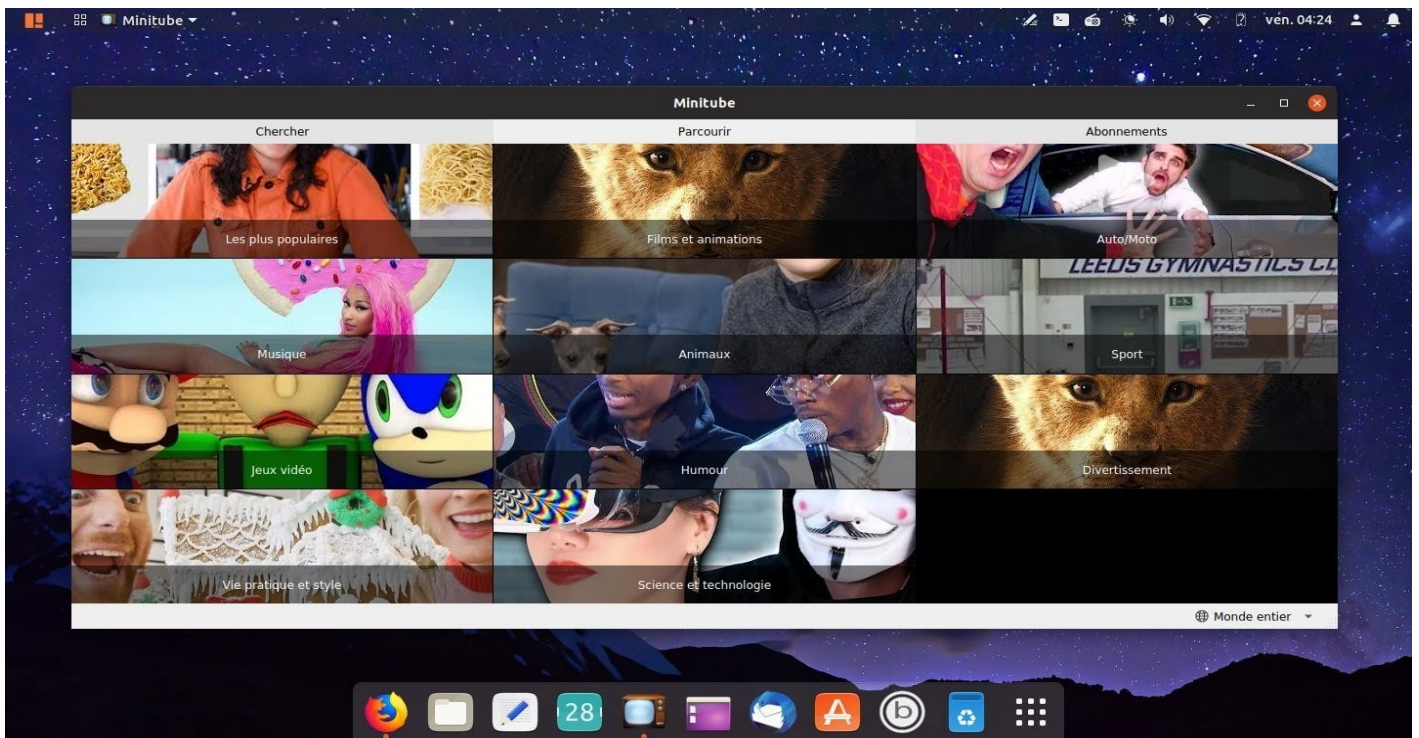 Minitube
ven. 04:24
Minitube
Chercher
Parcourir
Abonnements
Les plus populaires
Films et animations
Auto/Moto
LEEDS GYMNASTICS CL
Musique
Animaux
Sport
Jeux vidéo
Humour
Divertissement
Vie pratique et style
Science et technologie
Monde entier
28